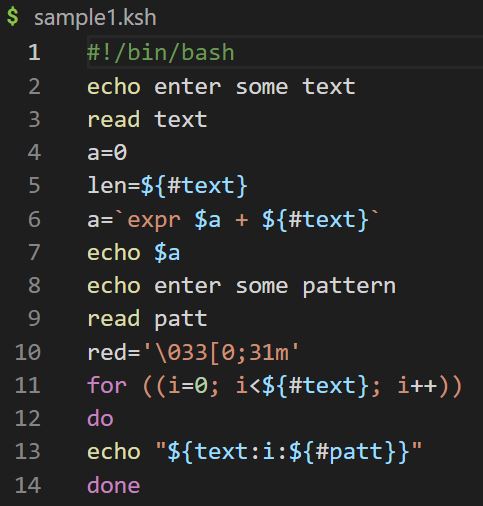 $ sample1.ksh
1 #!/bin/bash
2 echo enter some text
3 read text
4 a=0
5 len=${#text}
6 a=`expr $a + ${#text}`
7 echo $a
8 echo enter some pattern
9 read patt
10 red='\033[0;31m'
11 for ((i=0; i<${#text}; i++))
12 do
13 echo "${text:i:${#patt}}"
14 done